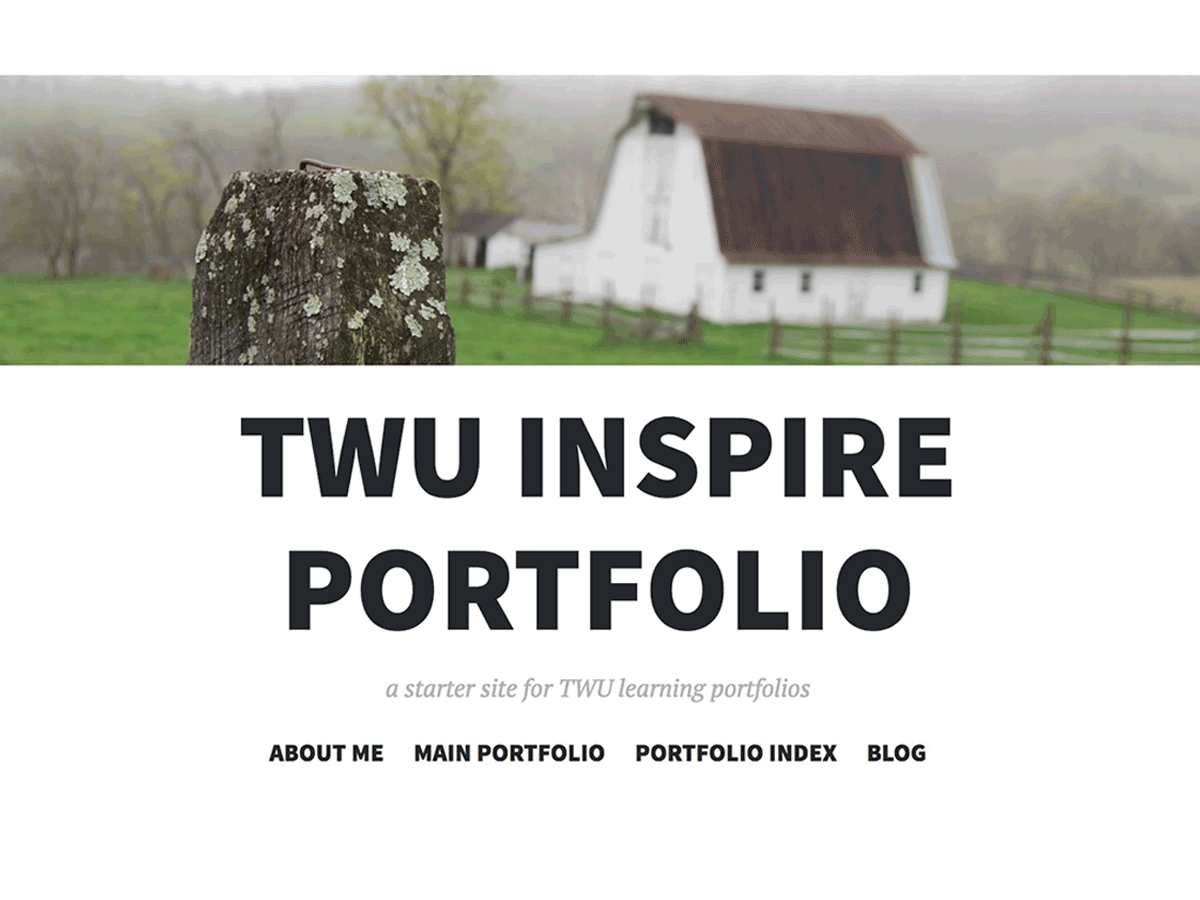 TWU INSPIRE
PORTFOLIO
a starter site for TWU learning portfolios
ABOUT ME MAIN PORTFOLIO PORTFOLIO INDEX BLOG